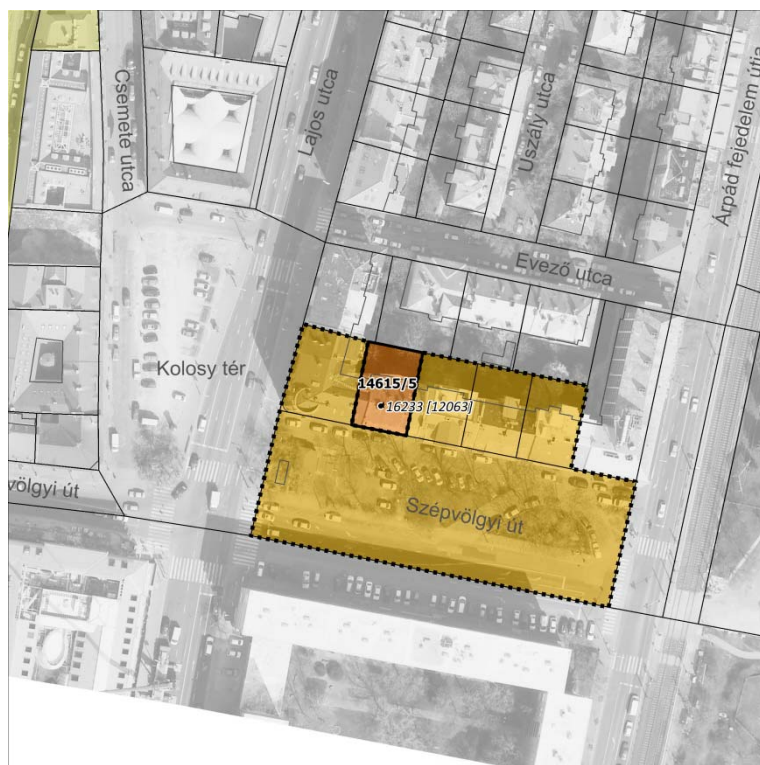 Csemete utca
Lajos utca
Uszály utca
Árpád fejedelem útja
Evező utca
Kolosy tér
14615/5
16233 [12063]
völgyi út
Szépvölgyi út